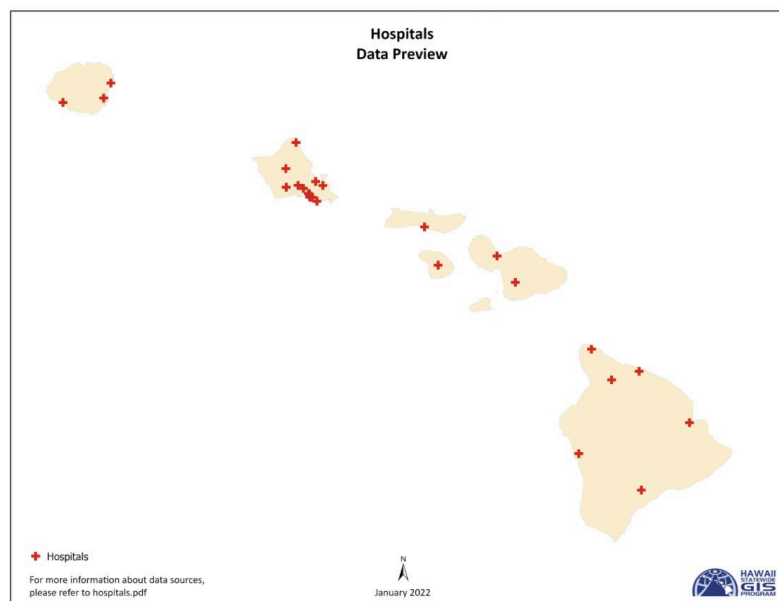 Hospitals
Data Preview
Hospitals
For more information about data sources,
please refer to hospitals.pdf
N
January 2022
HAWAII
STATEWIDE
GIS
PROGRAM